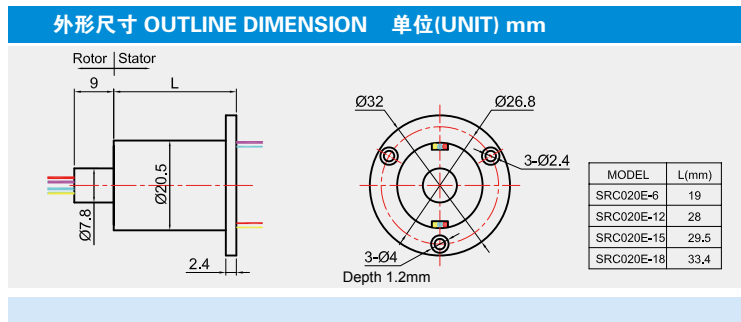 外形尺寸 OUTLINE DIMENSION 单位(UNIT) mm
Rotor Stator
9 L
Ø7.8
Ø20.5
2.4
Ø32 Ø26.8
3-Ø2.4
3-Ø4
Depth 1.2mm
MODEL L(mm)
SRC020E-6 19
SRC020E-12 28
SRC020E-15 29.5
SRC020E-18 33.4